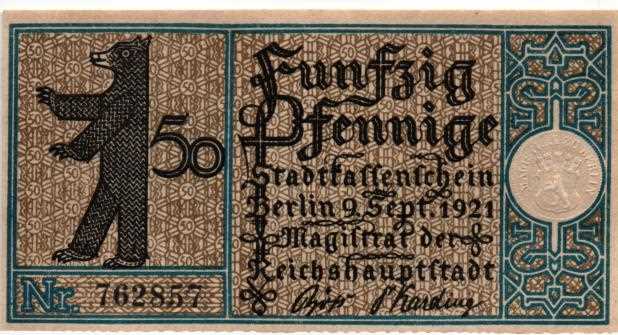 50
Funfzig
Pfennige
Stadtkassenschein
Berlin 9. Sept. 1921
Magistrat der
Reichshauptstadt
Nr. 762857